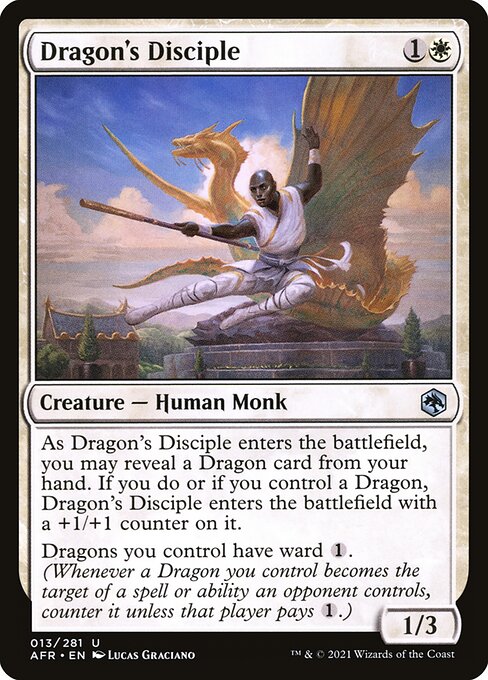 Dragon's Disciple 1
Creature — Human Monk
As Dragon's Disciple enters the battlefield,
you may reveal a Dragon card from your
hand. If you do or if you control a Dragon,
Dragon's Disciple enters the battlefield with
a +1/+1 counter on it.
Dragons you control have ward 1.
(Whenever a Dragon you control becomes the
target of a spell or ability an opponent controls,
counter it unless that player pays 1.)
1/3
013/281 U
AFR • EN Lucas Graciano
™ & © 2021 Wizards of the Coast